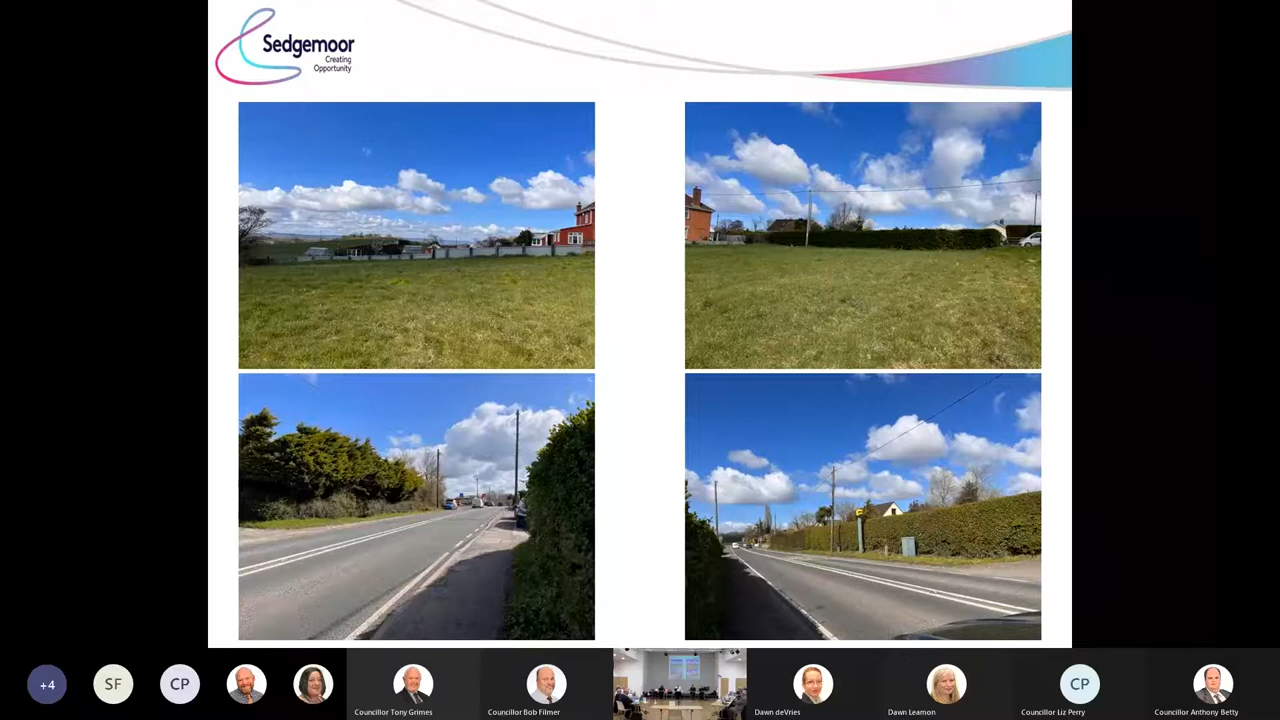 Sedgemoor
Creating
Opportunity
+4
SF
CP
Councillor Tony Grimes
Councillor Bob Filmer
Dawn deVries
Dawn Leamon
CP
Councillor Liz Perry
Councillor Anthony Betty